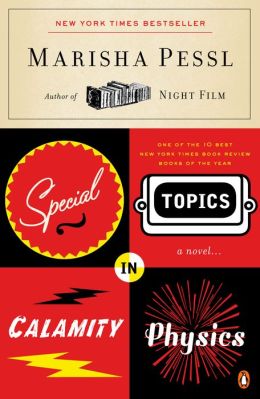 NEW YORK TIMES BESTSELLER
MARISHA PESSL
Author of NIGHT FILM
ONE OF THE 10 BEST
NEW YORK TIMES BOOK REVIEW
BOOKS OF THE YEAR
Special
TOPICS
a novel...
IN
CALAMITY
Physics